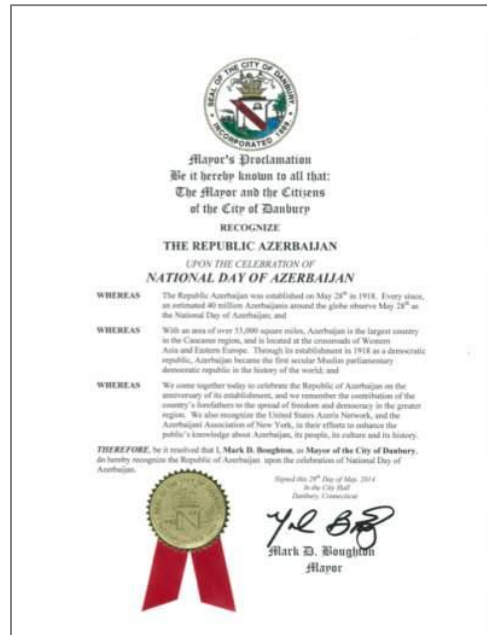 SEAL OF THE CITY OF DANBURY
INCORPORATED 1889
Mayor's Proclamation
Be it hereby known to all that:
The Mayor and the Citizens
of the City of Danbury
RECOGNIZE
THE REPUBLIC AZERBAIJAN
UPON THE CELEBRATION OF
NATIONAL DAY OF AZERBAIJAN
WHEREAS The Republic Azerbaijan was established on May 28th in 1918. Every since,
an estimated 40 million Azerbaijanis around the globe observe May 28th as
the National Day of Azerbaijan; and
WHEREAS With an area of over 33,000 square miles, Azerbaijan is the largest country
in the Caucasus region, and is located at the crossroads of Western
Asia and Eastern Europe. Through its establishment in 1918 as a democratic
republic, Azerbaijan became the first secular Muslim parliamentary
democratic republic in the history of the world; and
WHEREAS We come together today to celebrate the Republic of Azerbaijan on the
anniversary of its establishment, and we remember the contribution of the
country's forefathers to the spread of freedom and democracy in the greater
region. We also recognize the United States Azeris Network, and the
Azerbaijani Association of New York, in their efforts to enhance the
public's knowledge about Azerbaijan, its people, its culture and its history.
THEREFORE, be it resolved that I, Mark D. Boughton, as Mayor of the City of Danbury,
do hereby recognize the Republic of Azerbaijan upon the celebration of National Day of
Azerbaijan.
Signed this 28th Day of May, 2014
In the City Hall
Danbury, Connecticut
Mark D. Boughton
Mayor